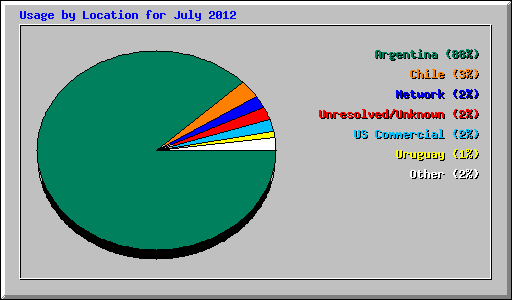 Usage by Location for July 2012
Argentina (88%)
Chile (3%)
Network (2%)
Unresolved/Unknown (2%)
US Commercial (2%)
Uruguay (1%)
Other (2%)